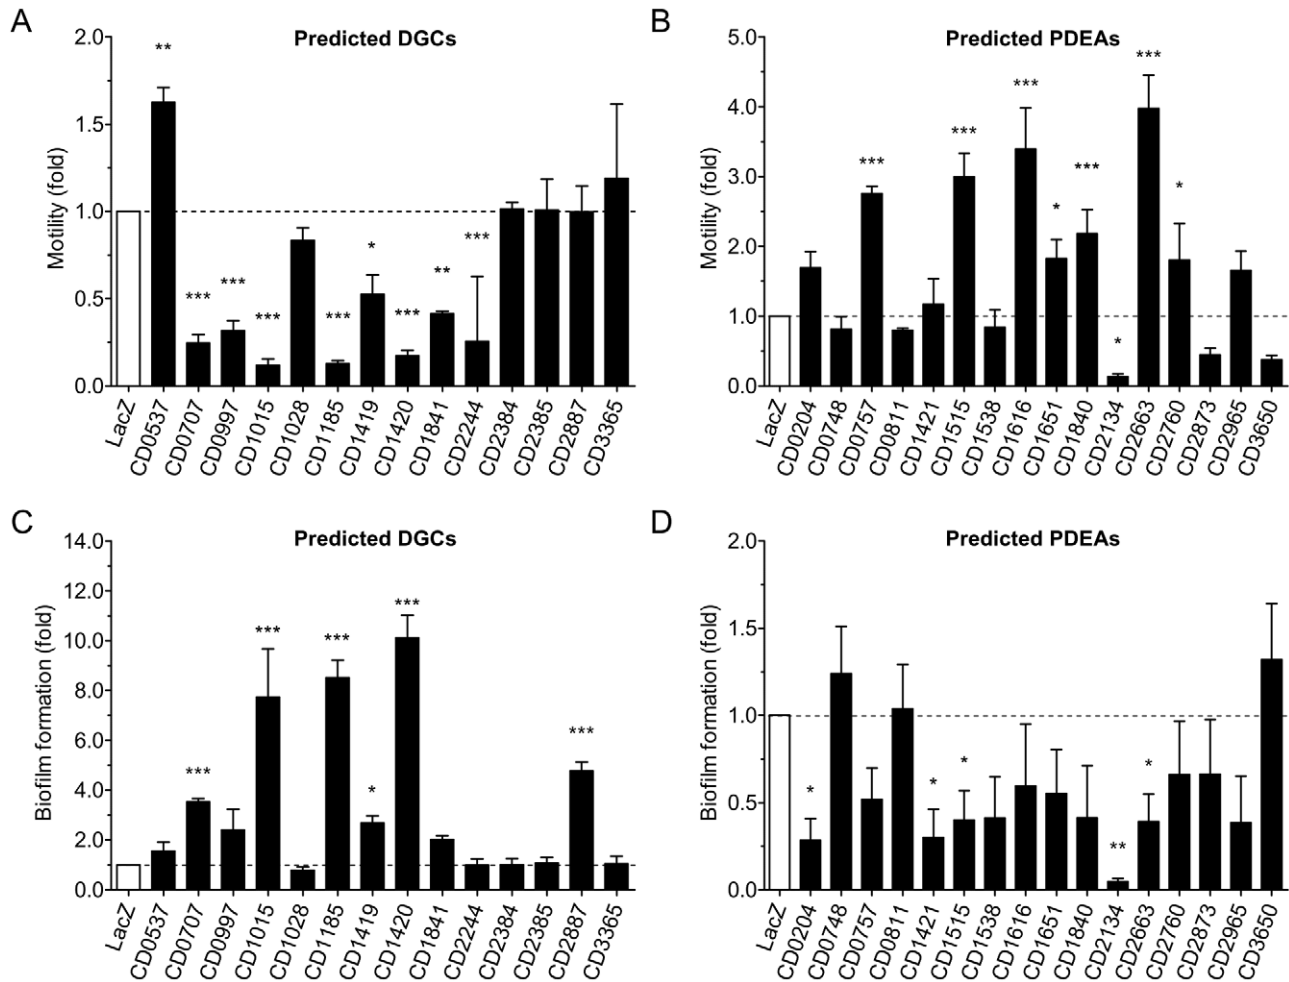 A
Predicted DGCs
Motility (fold)
2.0
1.5
1.0
0.5
0.0
**
***
***
***
***
*
***
**
***
LacZ
CD0537
CD0707
CD0997
CD1015
CD1028
CD1185
CD1419
CD1420
CD1841
CD2244
CD2384
CD2385
CD2887
CD3365
B
Predicted PDEAs
Motility (fold)
5.0
4.0
3.0
2.0
1.0
0.0
***
***
***
*
***
*
***
*
LacZ
CD0204
CD0748
CD0757
CD0811
CD1421
CD1515
CD1538
CD1616
CD1651
CD1840
CD2134
CD2663
CD2760
CD2873
CD2965
CD3650
C
Predicted DGCs
Biofilm formation (fold)
14.0
12.0
10.0
8.0
6.0
4.0
2.0
0.0
***
***
***
*
***
***
LacZ
CD0537
CD0707
CD0997
CD1015
CD1028
CD1185
CD1419
CD1420
CD1841
CD2244
CD2384
CD2385
CD2887
CD3365
D
Predicted PDEAs
Biofilm formation (fold)
2.0
1.5
1.0
0.5
0.0
*
*
*
**
*
LacZ
CD0204
CD0748
CD0757
CD0811
CD1421
CD1515
CD1538
CD1616
CD1651
CD1840
CD2134
CD2663
CD2760
CD2873
CD2965
CD3650